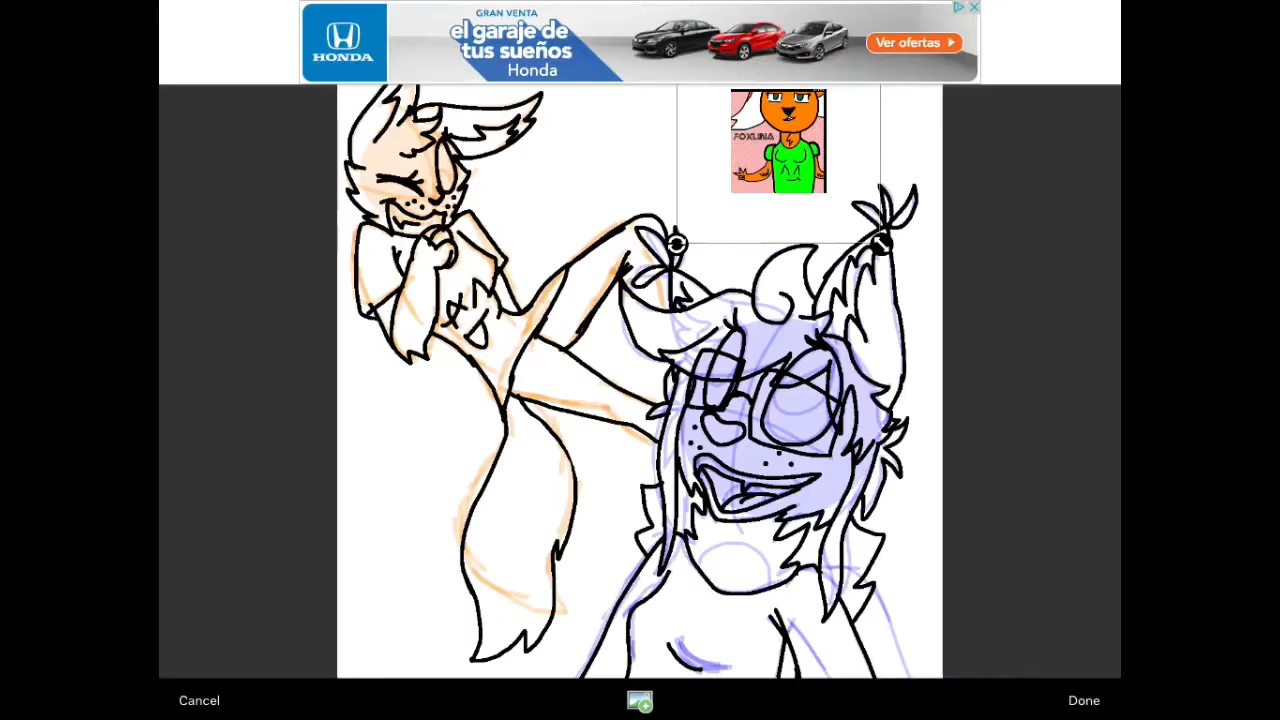 GRAN VENTA
el garaje de
tus sueños
Honda
HONDA
Ver ofertas
FOXLINA
Cancel
Done